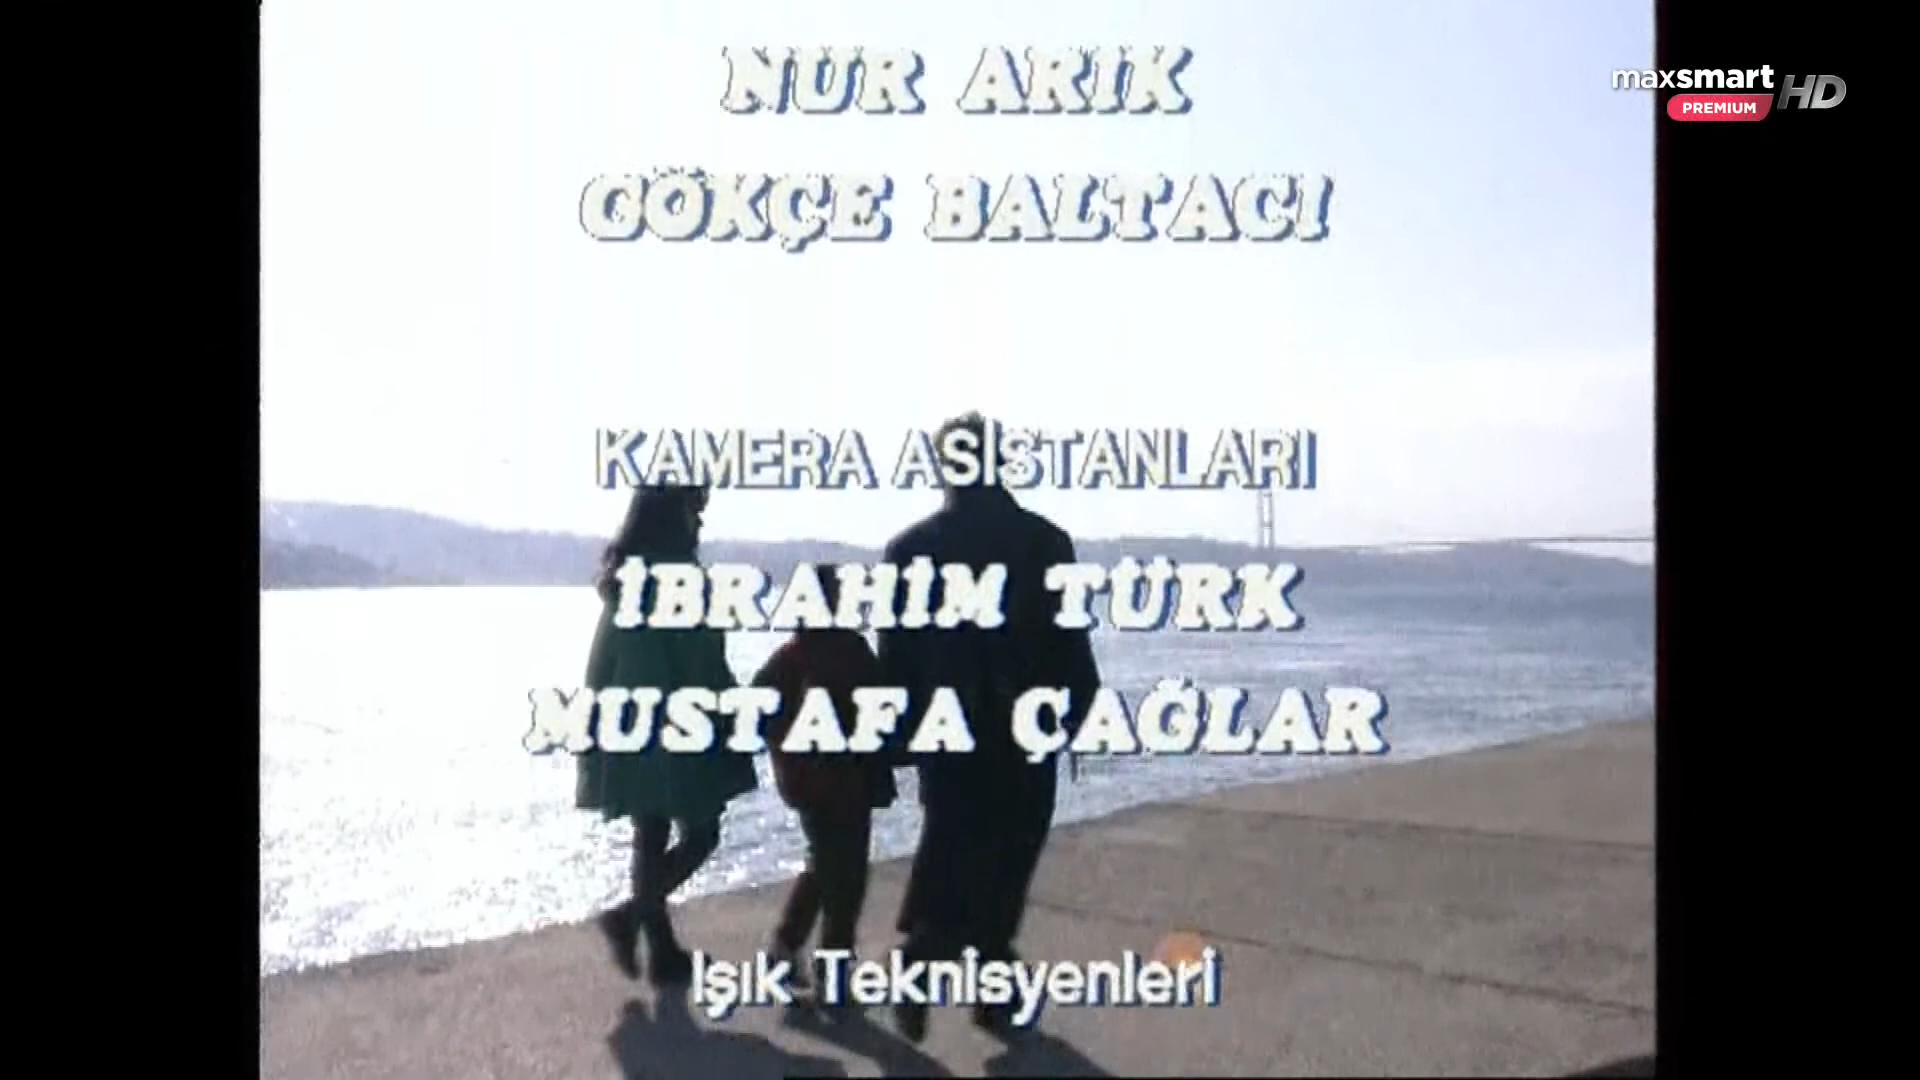 NUR ARIK
maxsmart HD
PREMIUM
GÖKÇE BALTACI
KAMERA ASİSTANLARI
İBRAHİM TÜRK
MUSTAFA ÇAĞLAR
Işık Teknisyenleri